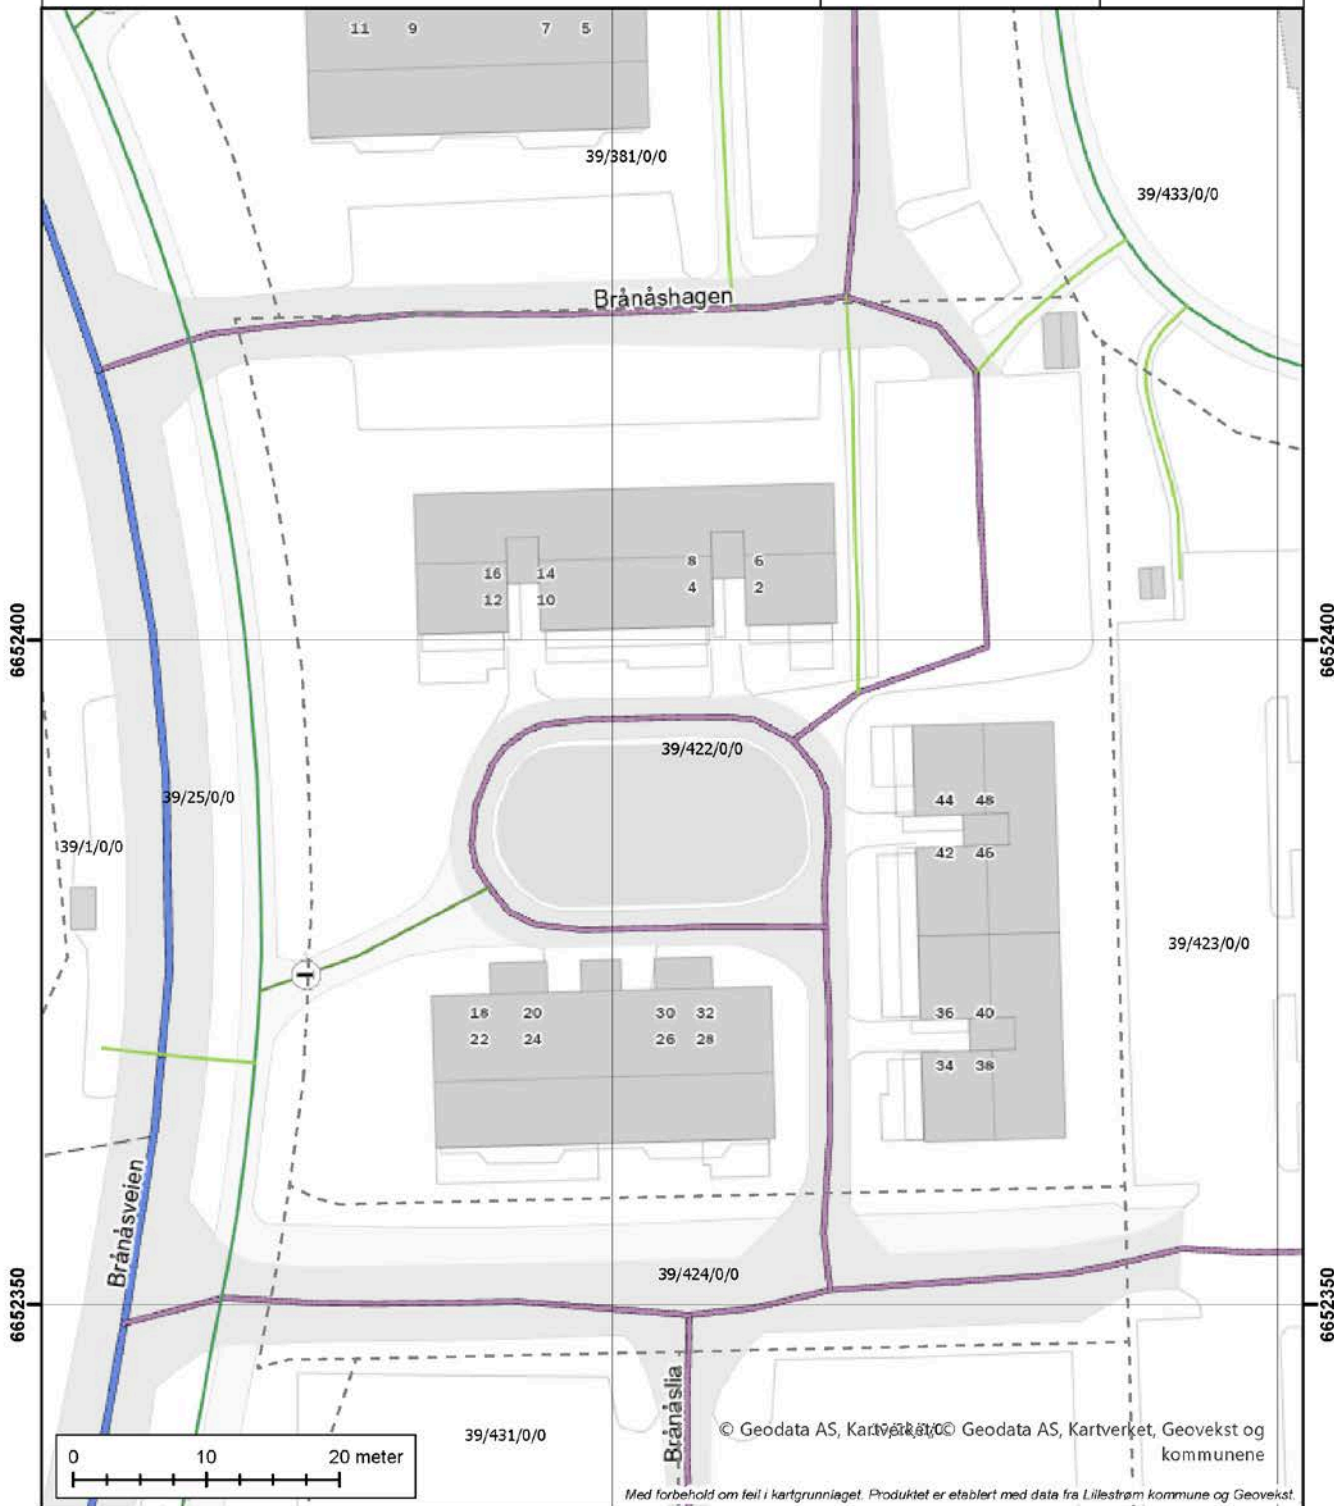 11 9 7 5
39/381/0/0
39/433/0/0
Brånåshagen
8 6
16 14
4 2
12 10
6652400 6652400
39/422/0/0
39/25/0/0
44 48
39/1/0/0
42 46
39/423/0/0
18 20 30 32 36 40
22 24 26 28
34 38
Brånåsveien
39/424/0/0
6652350 6652350
Brånåslia
© Geodata AS, Kartverket © Geodata AS, Kartverket, Geovekst og
39/431/0/0
kommunene
0 10 20 meter
Med forbehold om feil i kartgrunnlaget. Produktet er etablert med data fra Lillestrøm kommune og Geovekst.